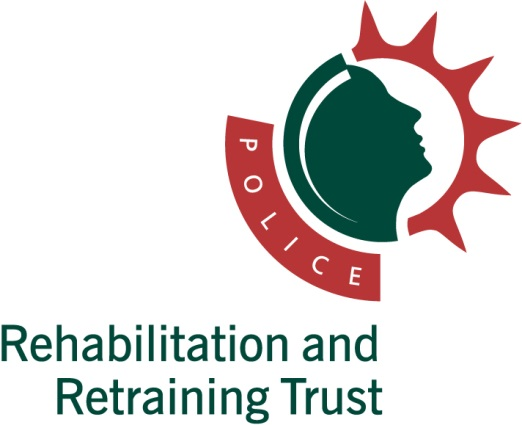 POLICE
Rehabilitation and
Retraining Trust